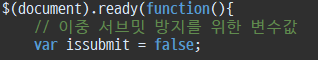 $(document).ready(function(){
// 이중 서브밋 방지를 위한 변수값
var issubmit = false;